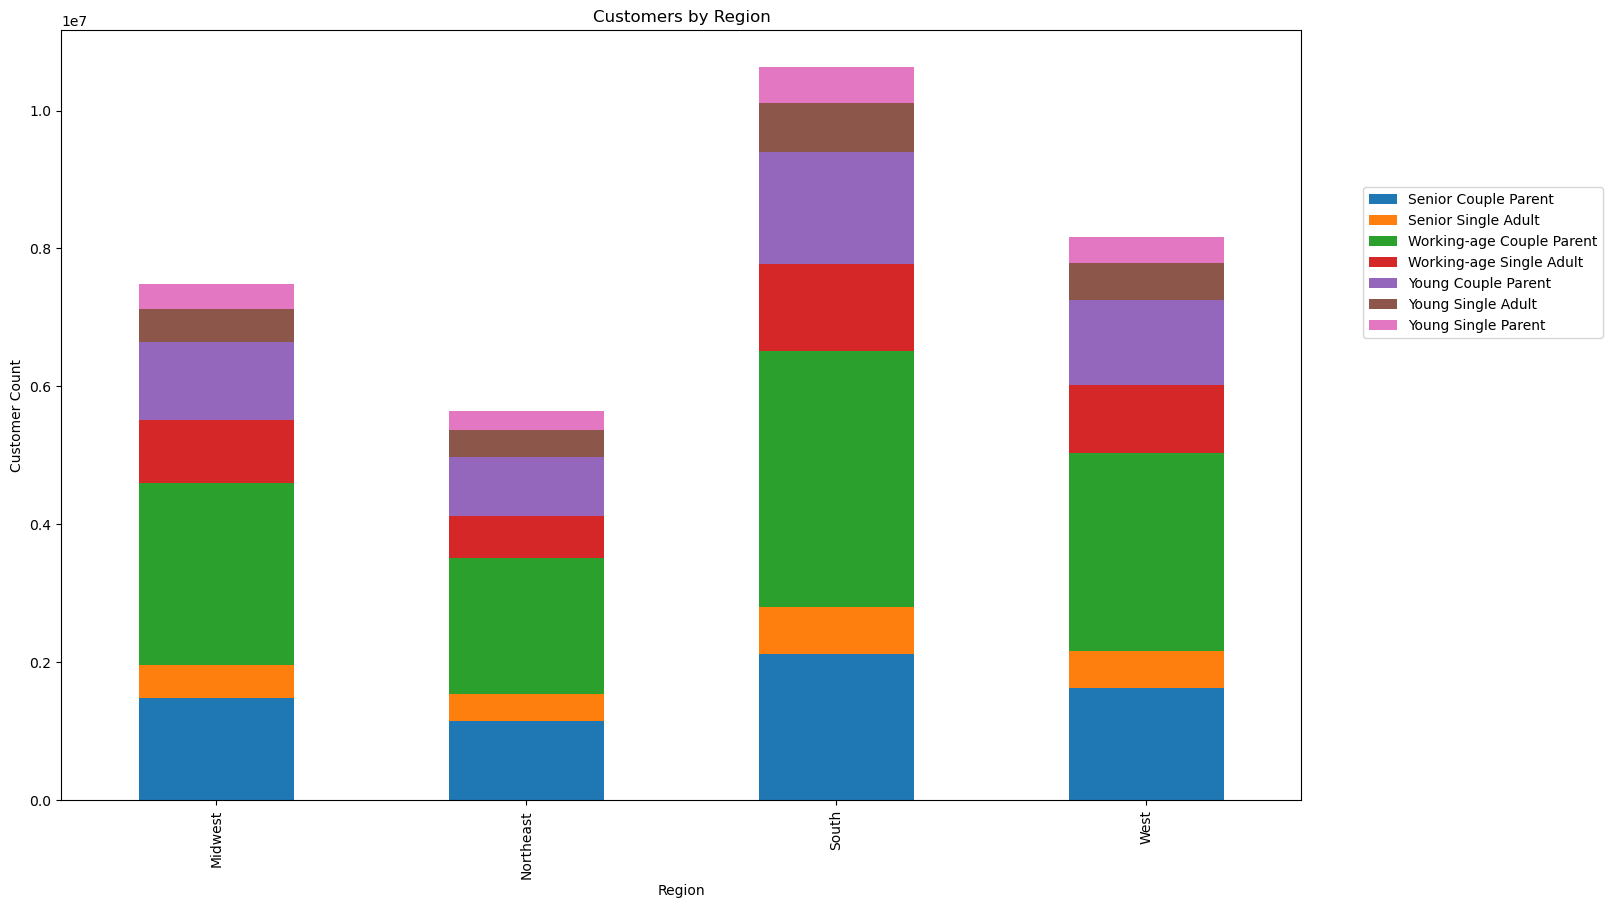 Customers by Region
1e7
1.0
0.8
0.6
0.4
0.2
0.0
Customer Count
Midwest
Northeast
South
West
Region
Senior Couple Parent
Senior Single Adult
Working-age Couple Parent
Working-age Single Adult
Young Couple Parent
Young Single Adult
Young Single Parent